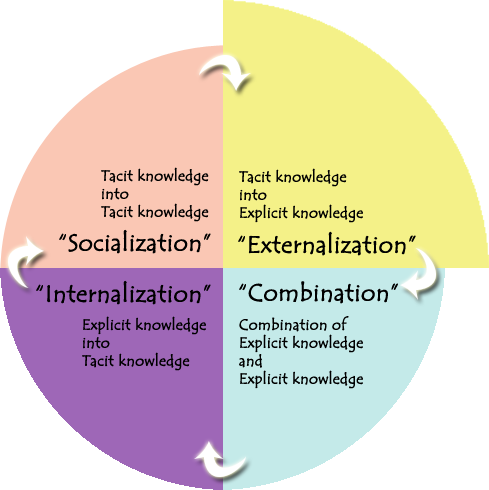 Tacit knowledge
into
Tacit knowledge
“Socialization”
Tacit knowledge
into
Explicit knowledge
“Externalization”
“Internalization”
Explicit knowledge
into
Tacit knowledge
“Combination”
Combination of
Explicit knowledge
and
Explicit knowledge